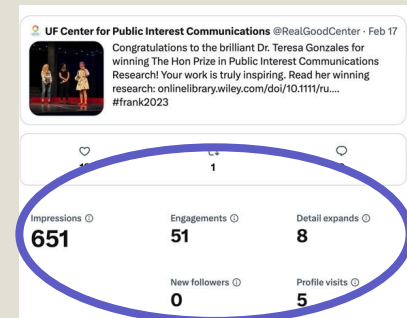 UF Center for Public Interest Communications @RealGoodCenter · Feb 17
Congratulations to the brilliant Dr. Teresa Gonzales for
winning The Hon Prize in Public Interest Communications
Research! Your work is truly inspiring. Read her winning
research: onlinelibrary.wiley.com/doi/10.1111/ru....
#frank2023
1
Impressions Engagements Detail expands
651 51 8
New followers Profile visits
0 5